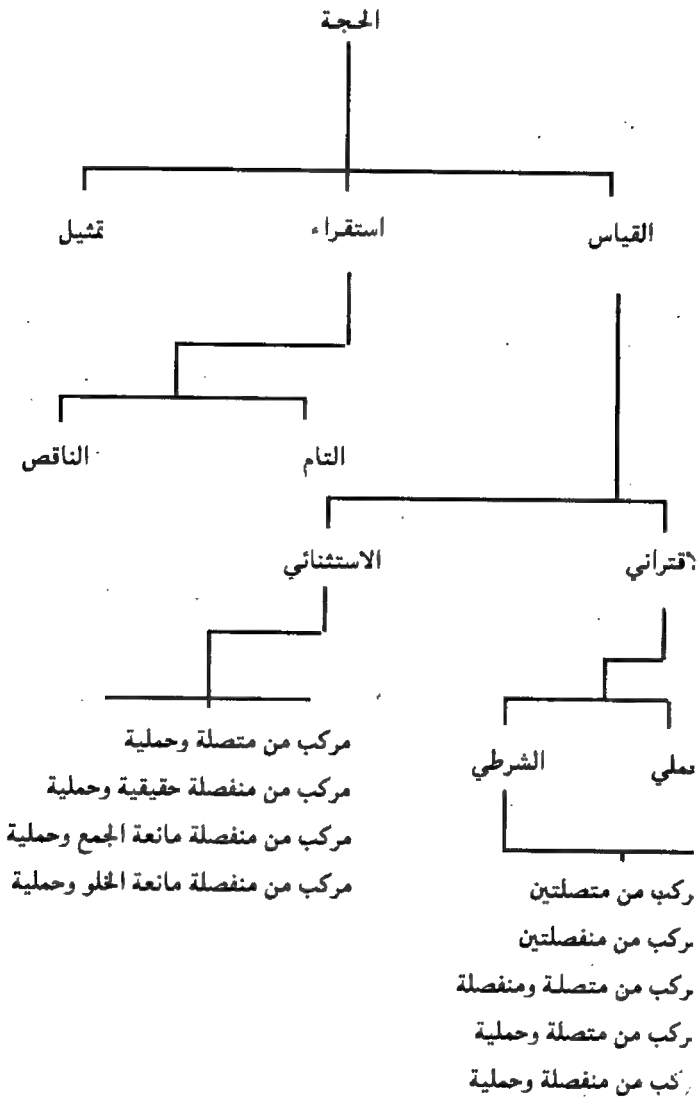 الحجة
القياس استقراء تمثيل
التام الناقص
لاقتراني الاستثنائي
مركب من متصلة وحملية
حملي الشرطي
مركب من منفصلة حقيقية وحملية
مركب من منفصلة مانعة الجمع وحملية
مركب من منفصلة مانعة الخلو وحملية
ركب من متصلتين
ركب من منفصلتين
ركب من متصلة ومنفصلة
ركب من متصلة وحملية
ركب من منفصلة وحملية